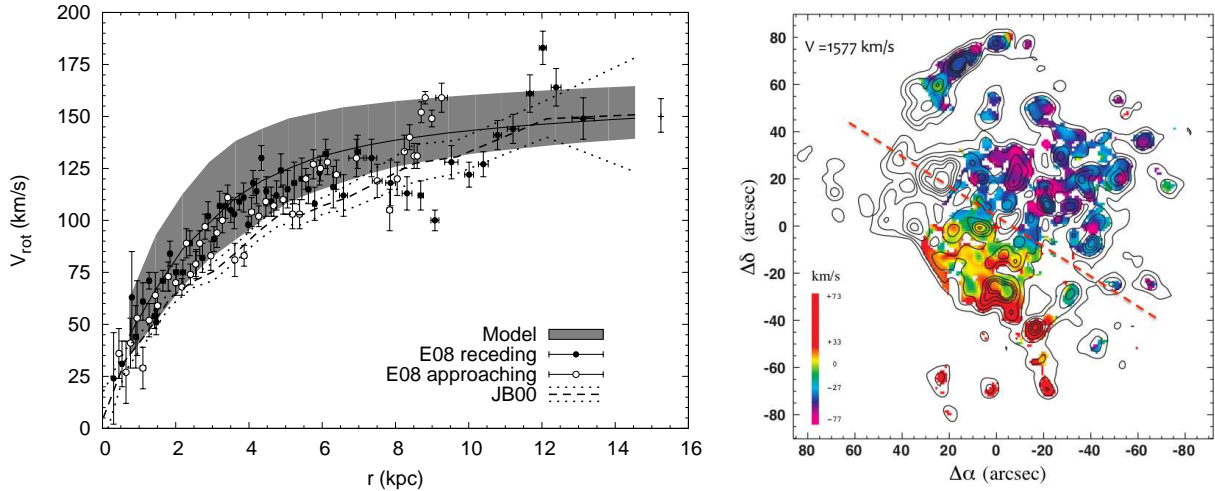 200
175
150
125
100
75
50
25
0
V_rot (km/s)
0 2 4 6 8 10 12 14 16
r (kpc)
Model
E08 receding
E08 approaching
JB00
V =1577 km/s
80
60
40
20
0
-20
-40
-60
-80
Δδ (arcsec)
km/s
+73
+33
0
-27
-77
80 60 40 20 0 -20 -40 -60 -80
Δα (arcsec)